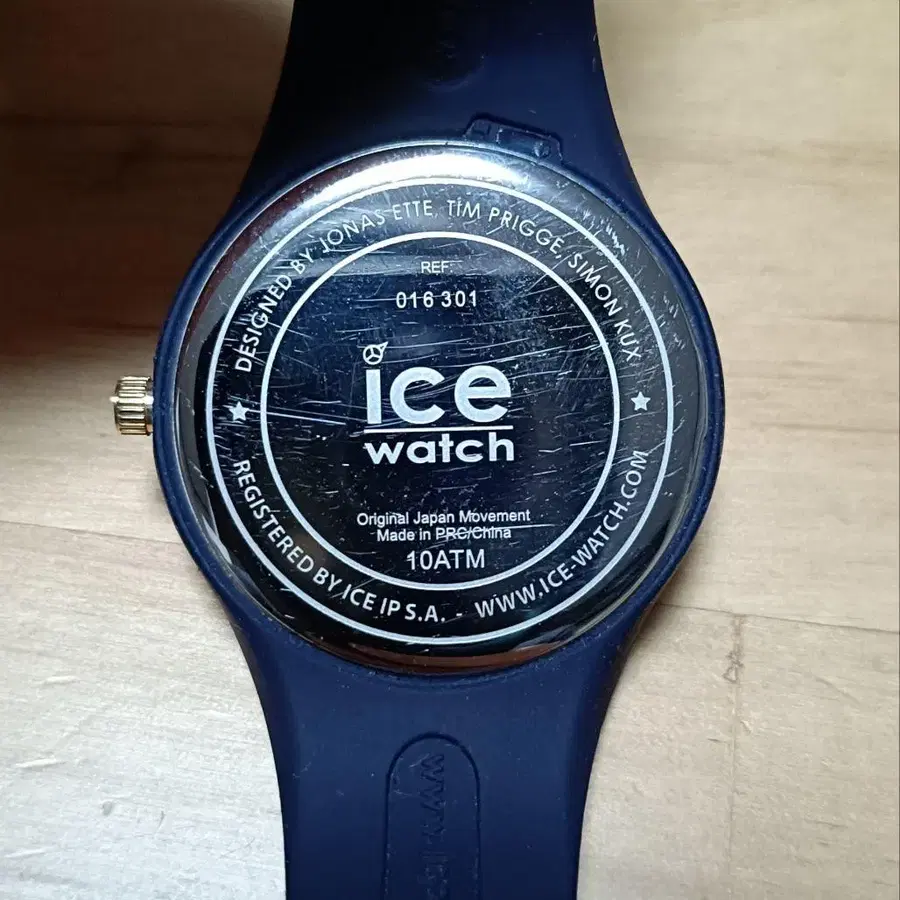 DESIGNED BY JONAS ETTE, TIM PRIGGE, SIMON KUX
REF.
016 301
ice
watch
Original Japan Movement
Made in PRC/China
10ATM
REGISTERED BY ICE IP S.A. - WWW.ICE-WATCH.COM